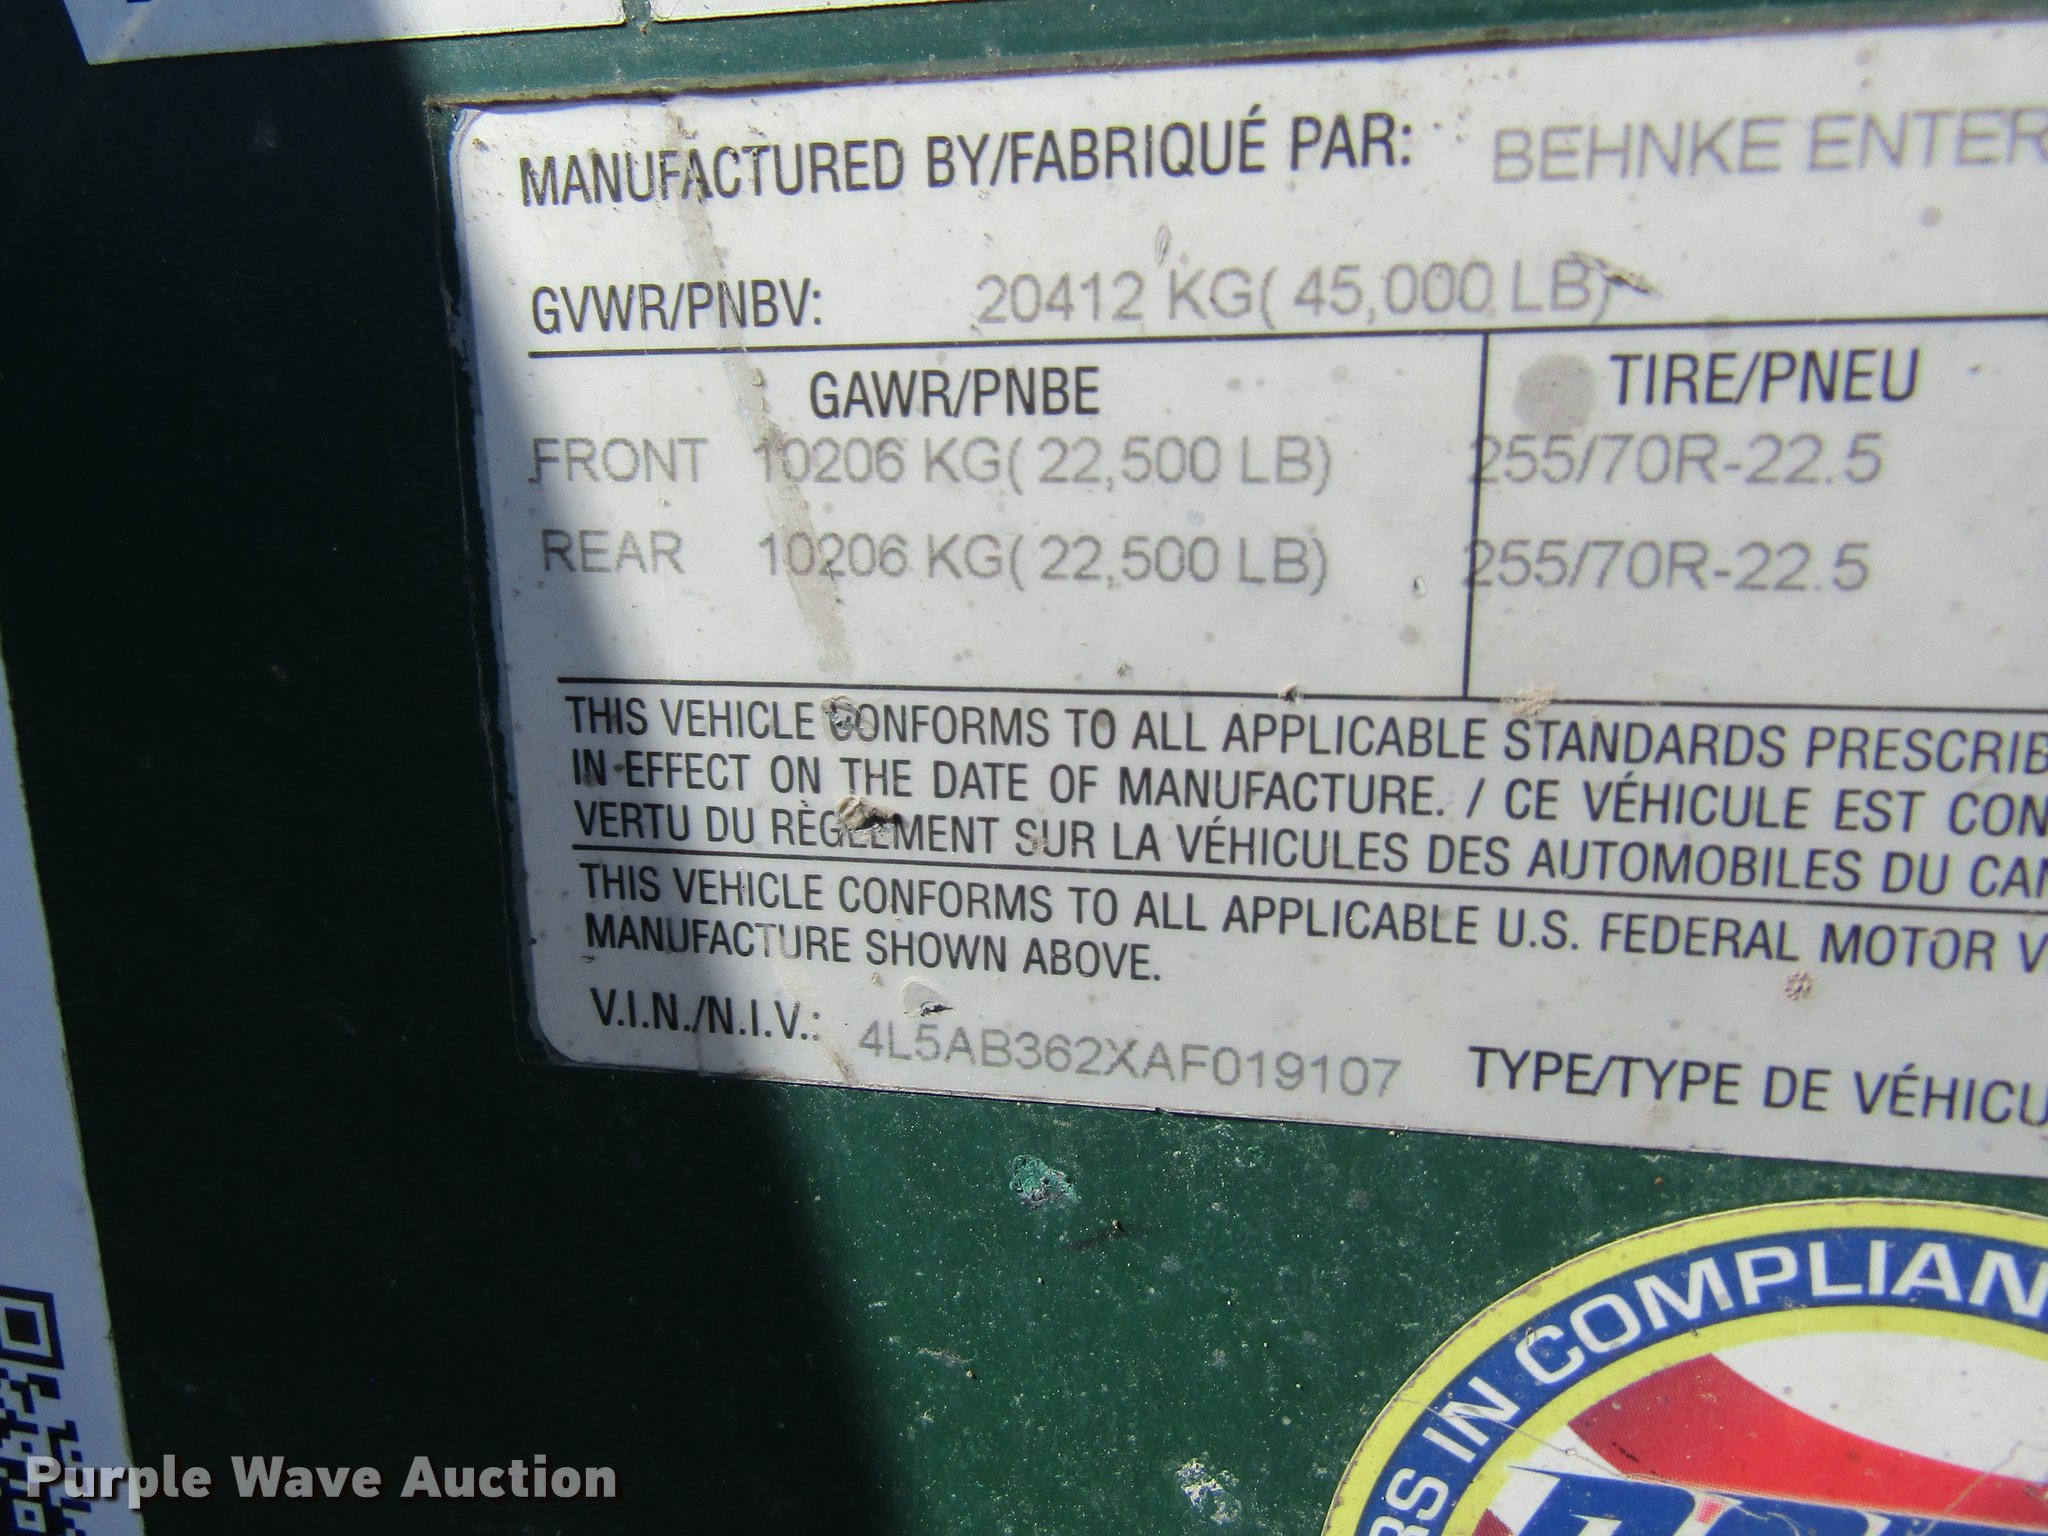 MANUFACTURED BY/FABRIQUÉ PAR: BEHNKE ENTER
GVWR/PNBV: 20412 KG( 45,000 LB)
GAWR/PNBE TIRE/PNEU
FRONT 10206 KG( 22,500 LB) 255/70R-22.5
REAR 10206 KG( 22,500 LB) 255/70R-22.5
THIS VEHICLE CONFORMS TO ALL APPLICABLE STANDARDS PRESCRIB
IN EFFECT ON THE DATE OF MANUFACTURE. / CE VÉHICULE EST CON
VERTU DU RÈGLEMENT SUR LA VÉHICULES DES AUTOMOBILES DU CAN
THIS VEHICLE CONFORMS TO ALL APPLICABLE U.S. FEDERAL MOTOR V
MANUFACTURE SHOWN ABOVE.
V.I.N./N.I.V.: 4L5AB362XAF019107 TYPE/TYPE DE VÉHICU
RS IN COMPLIAN
Purple Wave Auction